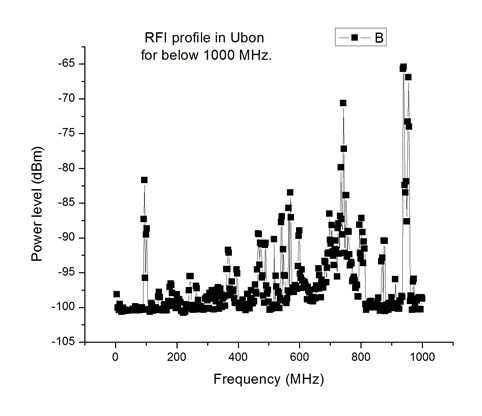 RFI profile in Ubon
for below 1000 MHz.
B
-65
-70
-75
-80
-85
-90
-95
-100
-105
Power level (dBm)
0 200 400 600 800 1000
Frequency (MHz)